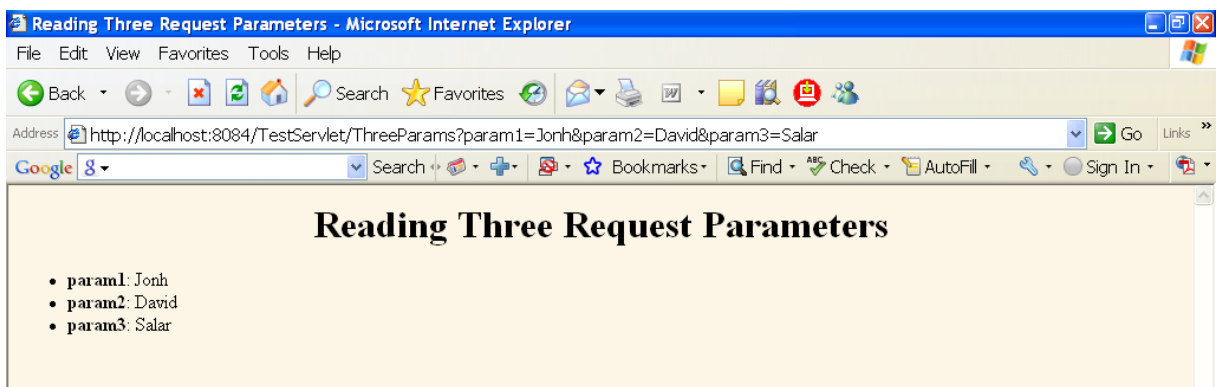 Reading Three Request Parameters - Microsoft Internet Explorer
File Edit View Favorites Tools Help
Back Search Favorites W
Address http://localhost:8084/TestServlet/ThreeParams?param1=Jonh&param2=David&param3=Salar Go Links »
Google g Search Bookmarks Find ABC Check AutoFill Sign In
Reading Three Request Parameters
• param1: Jonh
• param2: David
• param3: Salar